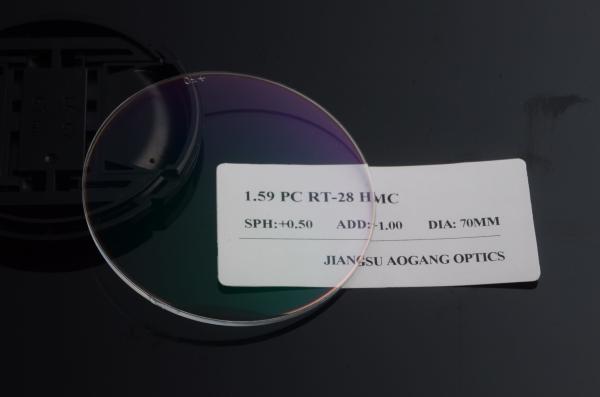 1.59 PC RT-28 HMC
SPH:+0.50 ADD:+1.00 DIA: 70MM
JIANGSU AOGANG OPTICS